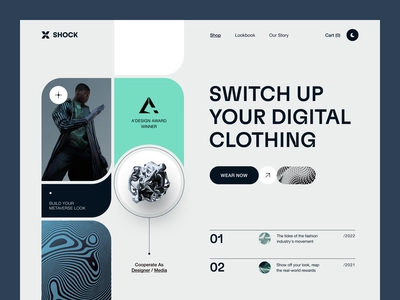 SHOCK
Shop Lookbook Our Story Cart (0)
A'DESIGN AWARD
WINNER
SWITCH UP
YOUR DIGITAL
CLOTHING
WEAR NOW
BUILD YOUR
METAVERSE LOOK
Cooperate As
Designer / Media
01 The tides of the fashion /2022
industry's movement
02 Show off your look, reap /2021
the real-world rewards